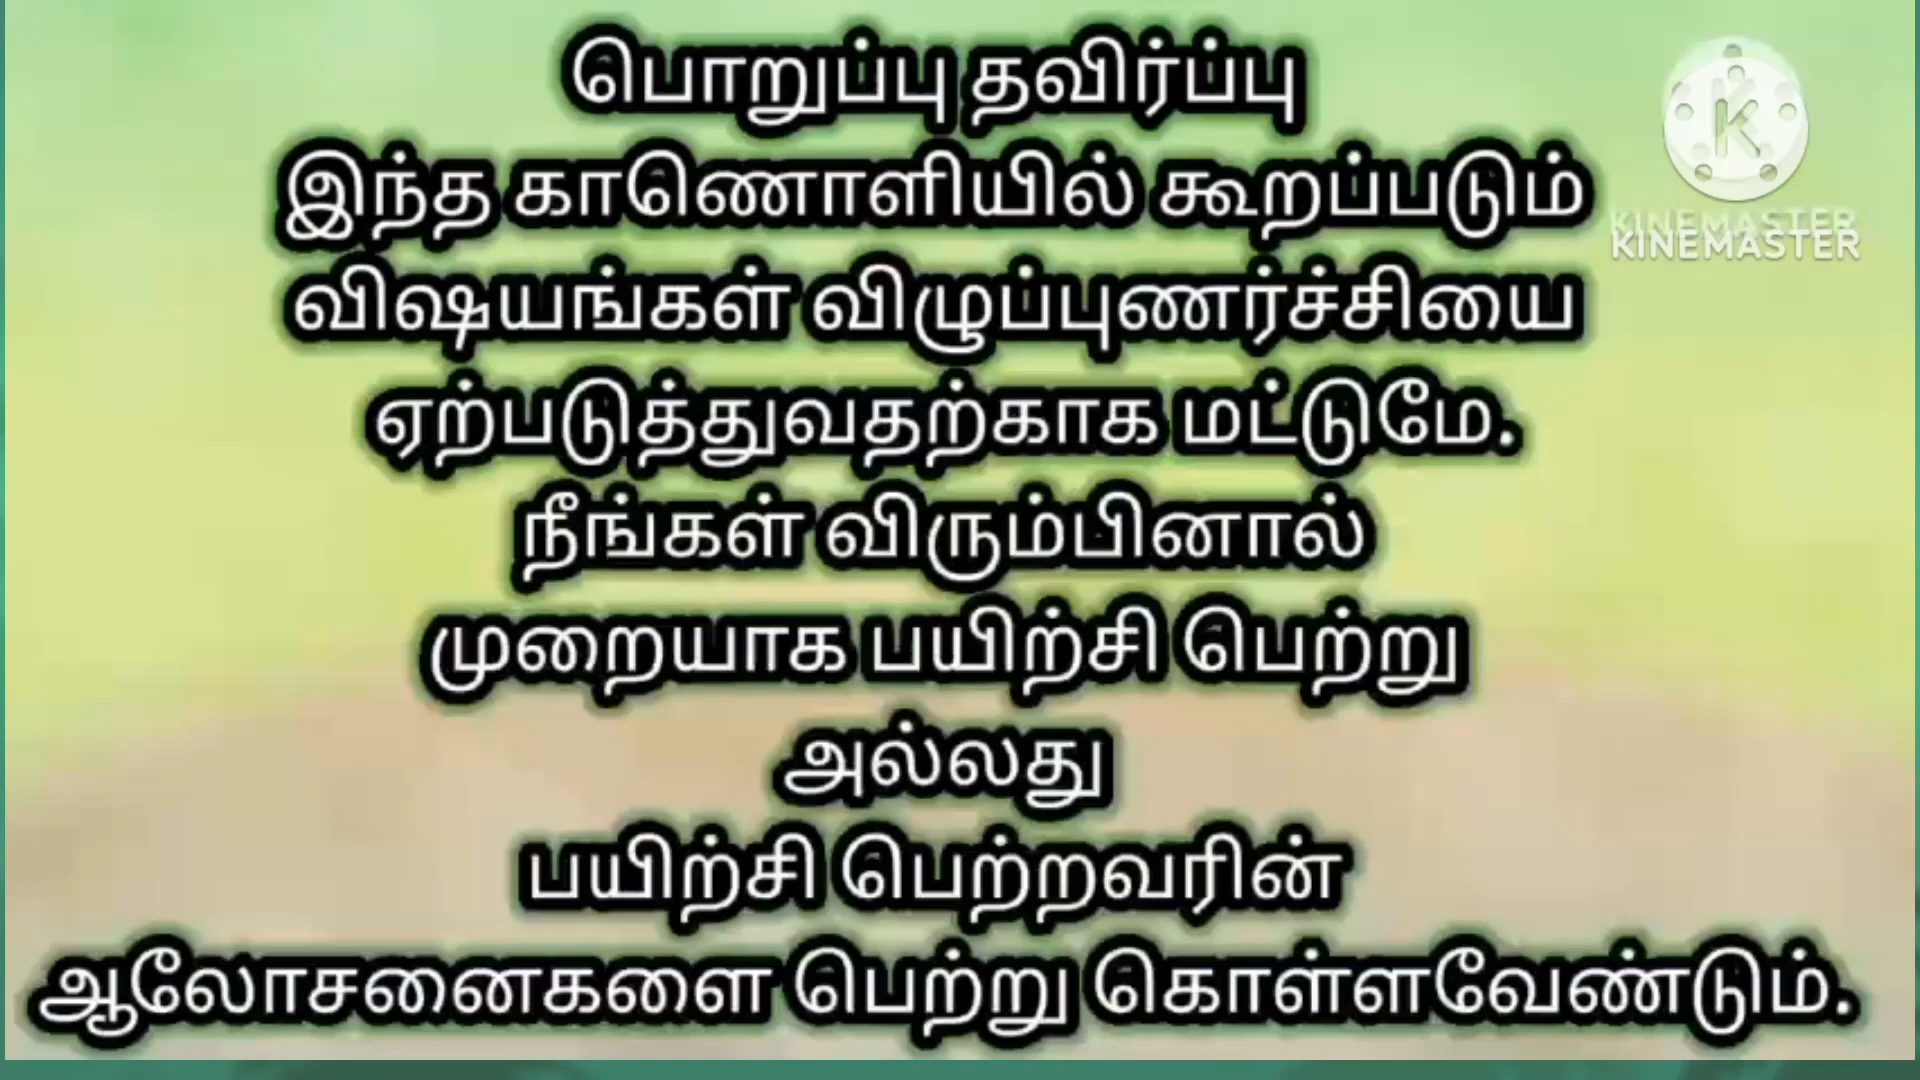 பொறுப்பு தவிர்ப்பு
இந்த காணொளியில் கூறப்படும்
விஷயங்கள் விழுப்புணர்ச்சியை
ஏற்படுத்துவதற்காக மட்டுமே.
நீங்கள் விரும்பினால்
முறையாக பயிற்சி பெற்று
அல்லது
பயிற்சி பெற்றவரின்
ஆலோசனைகளை பெற்று கொள்ளவேண்டும்.
K
KINEMASTER
KINEMASTER